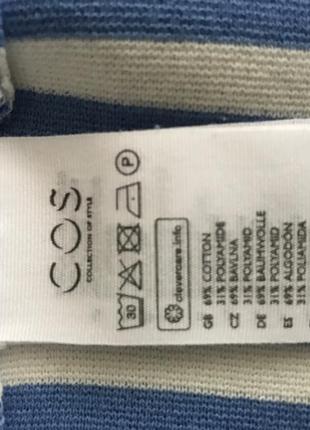 COS
COLLECTION OF STYLE
30
P
clevercare.info
GB 69% COTTON
31% POLYAMIDE
CZ 69% BAVLNA
31% POLYAMID
DE 69% BAUMWOLLE
31% POLYAMID
ES 69% ALGODÓN
31% POLIAMIDA